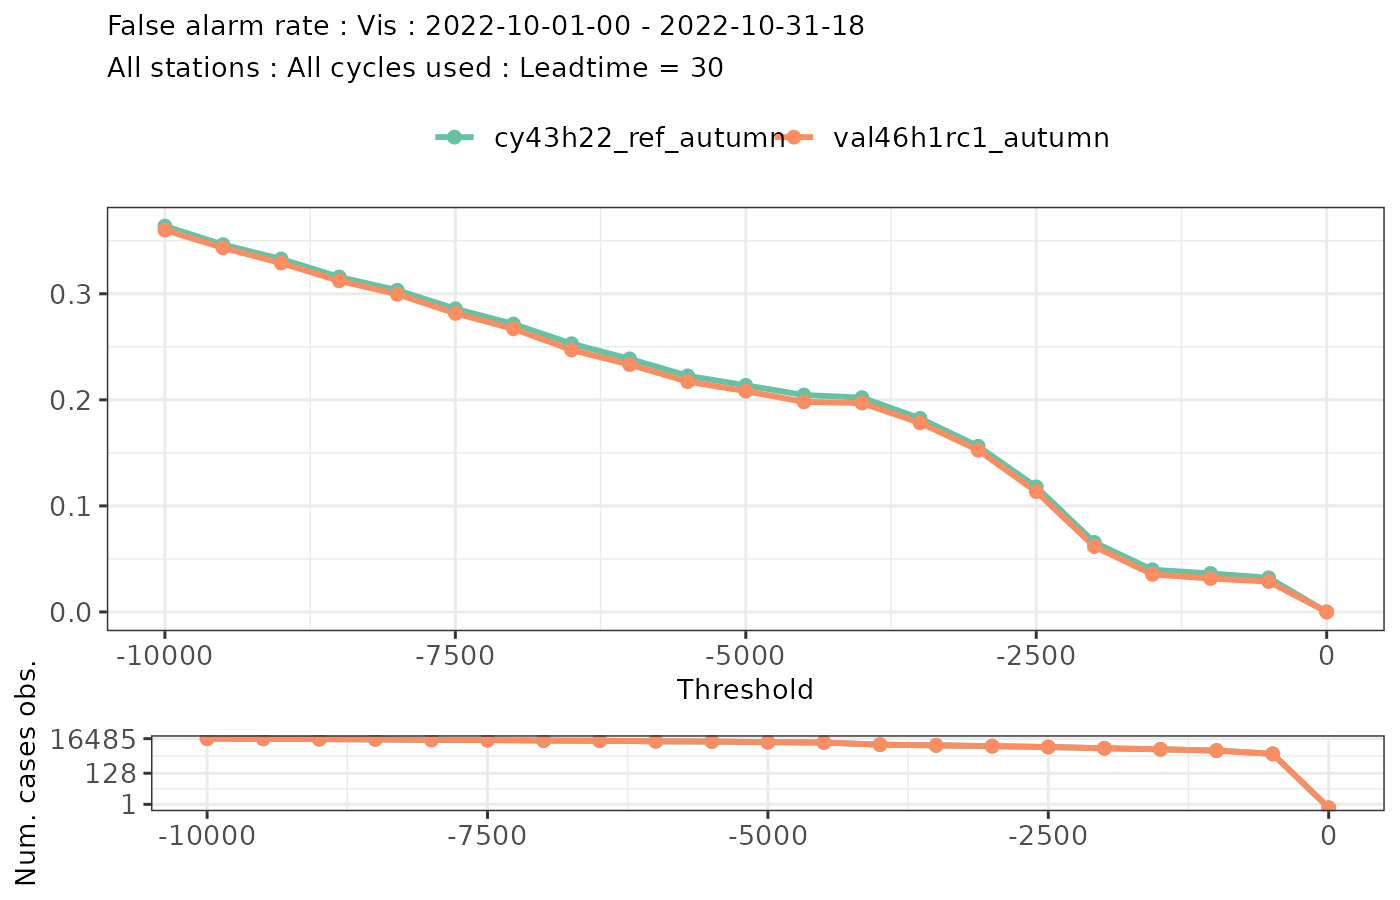 False alarm rate : Vis : 2022-10-01-00 - 2022-10-31-18
All stations : All cycles used : Leadtime = 30
cy43h22_ref_autumn val46h1rc1_autumn
0.3
0.2
0.1
0.0
-10000 -7500 -5000 -2500 0
Threshold
Num. cases obs.
16485
128
1
-10000 -7500 -5000 -2500 0